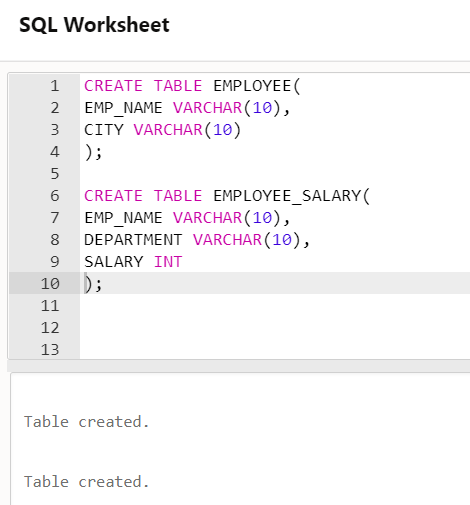 SQL Worksheet
1 CREATE TABLE EMPLOYEE(
2 EMP_NAME VARCHAR(10),
3 CITY VARCHAR(10)
4 );
5
6 CREATE TABLE EMPLOYEE_SALARY(
7 EMP_NAME VARCHAR(10),
8 DEPARTMENT VARCHAR(10),
9 SALARY INT
10 );
11
12
13
Table created.
Table created.